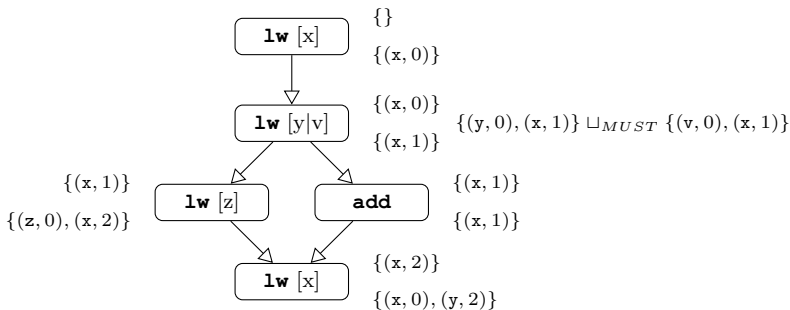 {}
lw [x]
{(x, 0)}
{(x, 0)}
lw [y|v]
{(y, 0), (x, 1)} ⊔MUST {(v, 0), (x, 1)}
{(x, 1)}
{(x, 1)}
lw [z]
{(z, 0), (x, 2)}
{(x, 1)}
add
{(x, 1)}
{(x, 2)}
lw [x]
{(x, 0), (y, 2)}